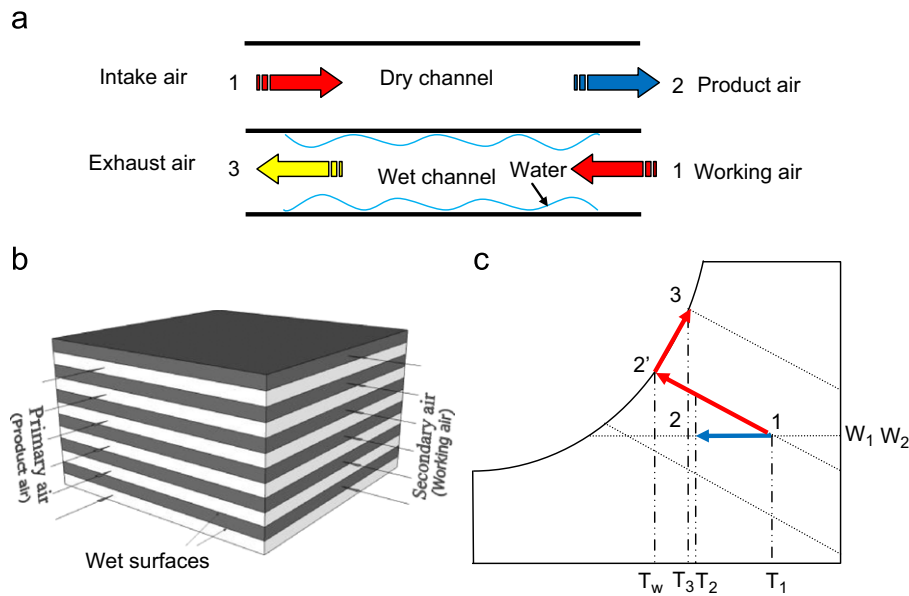 a
Intake air 1 Dry channel 2 Product air
Exhaust air 3 Wet channel Water 1 Working air
b
Primary air
(Product air)
Secondary air
(Working air)
Wet surfaces
c
3
2'
2 1 W1 W2
Tw T3 T2 T1